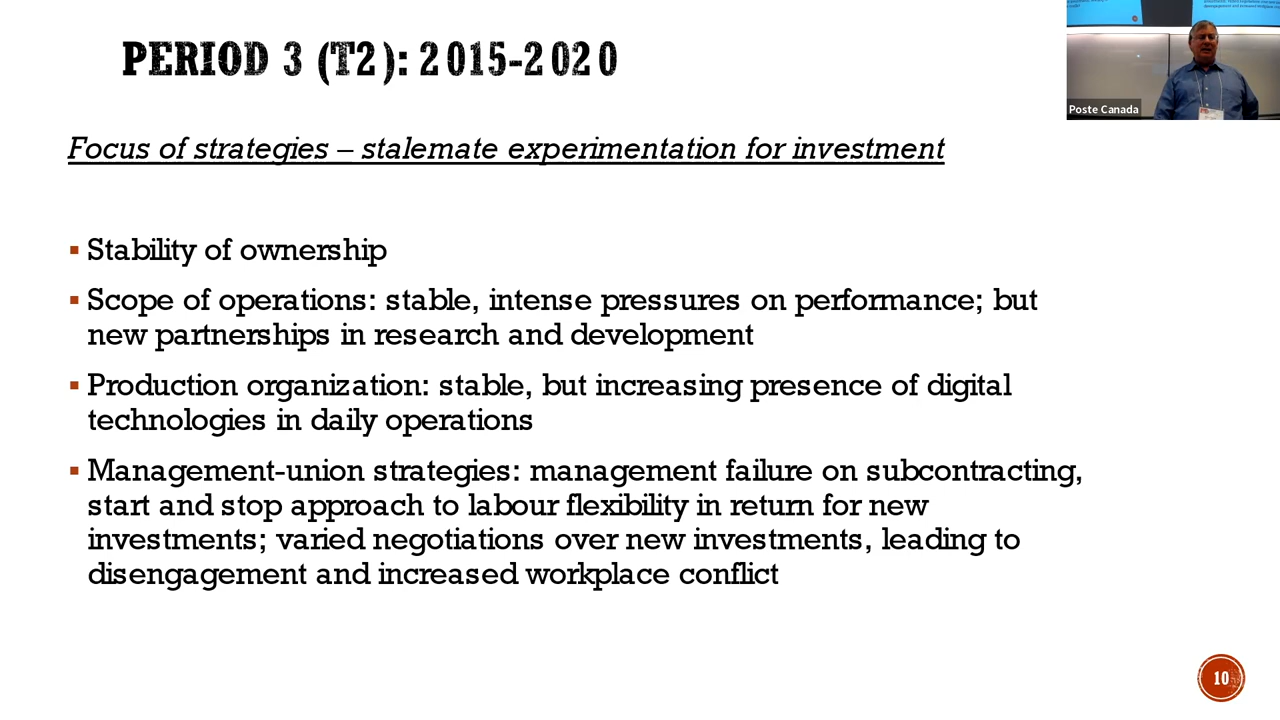 PERIOD 3 (T2): 2015-2020
Poste Canada
Focus of strategies – stalemate experimentation for investment
Stability of ownership
Scope of operations: stable, intense pressures on performance; but
new partnerships in research and development
Production organization: stable, but increasing presence of digital
technologies in daily operations
Management-union strategies: management failure on subcontracting,
start and stop approach to labour flexibility in return for new
investments; varied negotiations over new investments, leading to
disengagement and increased workplace conflict
10